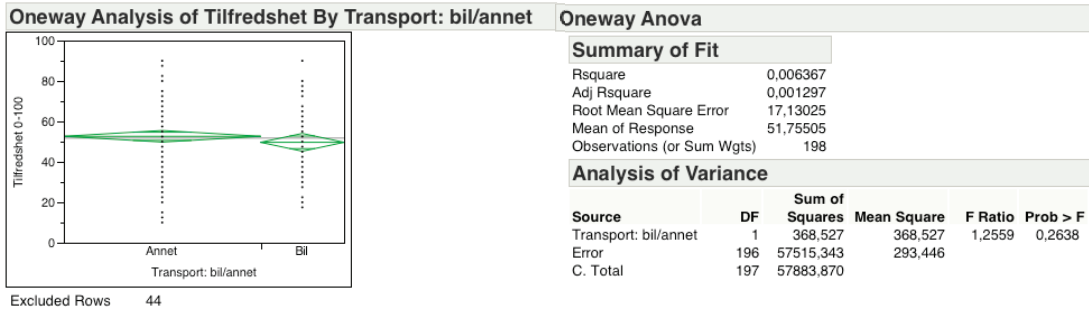 Oneway Analysis of Tilfredshet By Transport: bil/annet
100
80
60
40
20
0
Tilfredshet 0-100
Annet Bil
Transport: bil/annet
Excluded Rows 44
Oneway Anova
Summary of Fit
Rsquare 0,006367
Adj Rsquare 0,001297
Root Mean Square Error 17,13025
Mean of Response 51,75505
Observations (or Sum Wgts) 198
Analysis of Variance
Sum of
Source DF Squares Mean Square F Ratio Prob > F
Transport: bil/annet 1 368,527 368,527 1,2559 0,2638
Error 196 57515,343 293,446
C. Total 197 57883,870